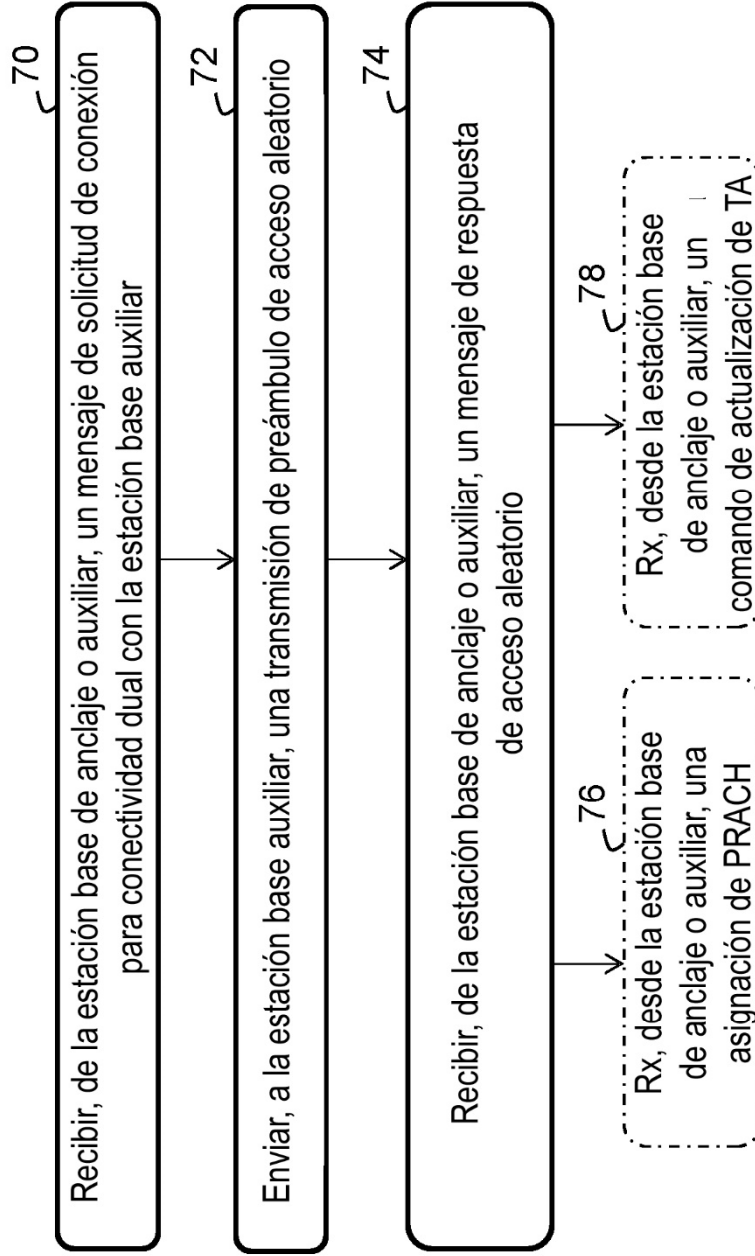 70
Recibir, de la estación base de anclaje o auxiliar, un mensaje de solicitud de conexión
para conectividad dual con la estación base auxiliar
72
Enviar, a la estación base auxiliar, una transmisión de preámbulo de acceso aleatorio
74
Recibir, de la estación base de anclaje o auxiliar, un mensaje de respuesta
de acceso aleatorio
76
Rx, desde la estación base
de anclaje o auxiliar, una
asignación de PRACH
78
Rx, desde la estación base
de anclaje o auxiliar, un
comando de actualización de TA